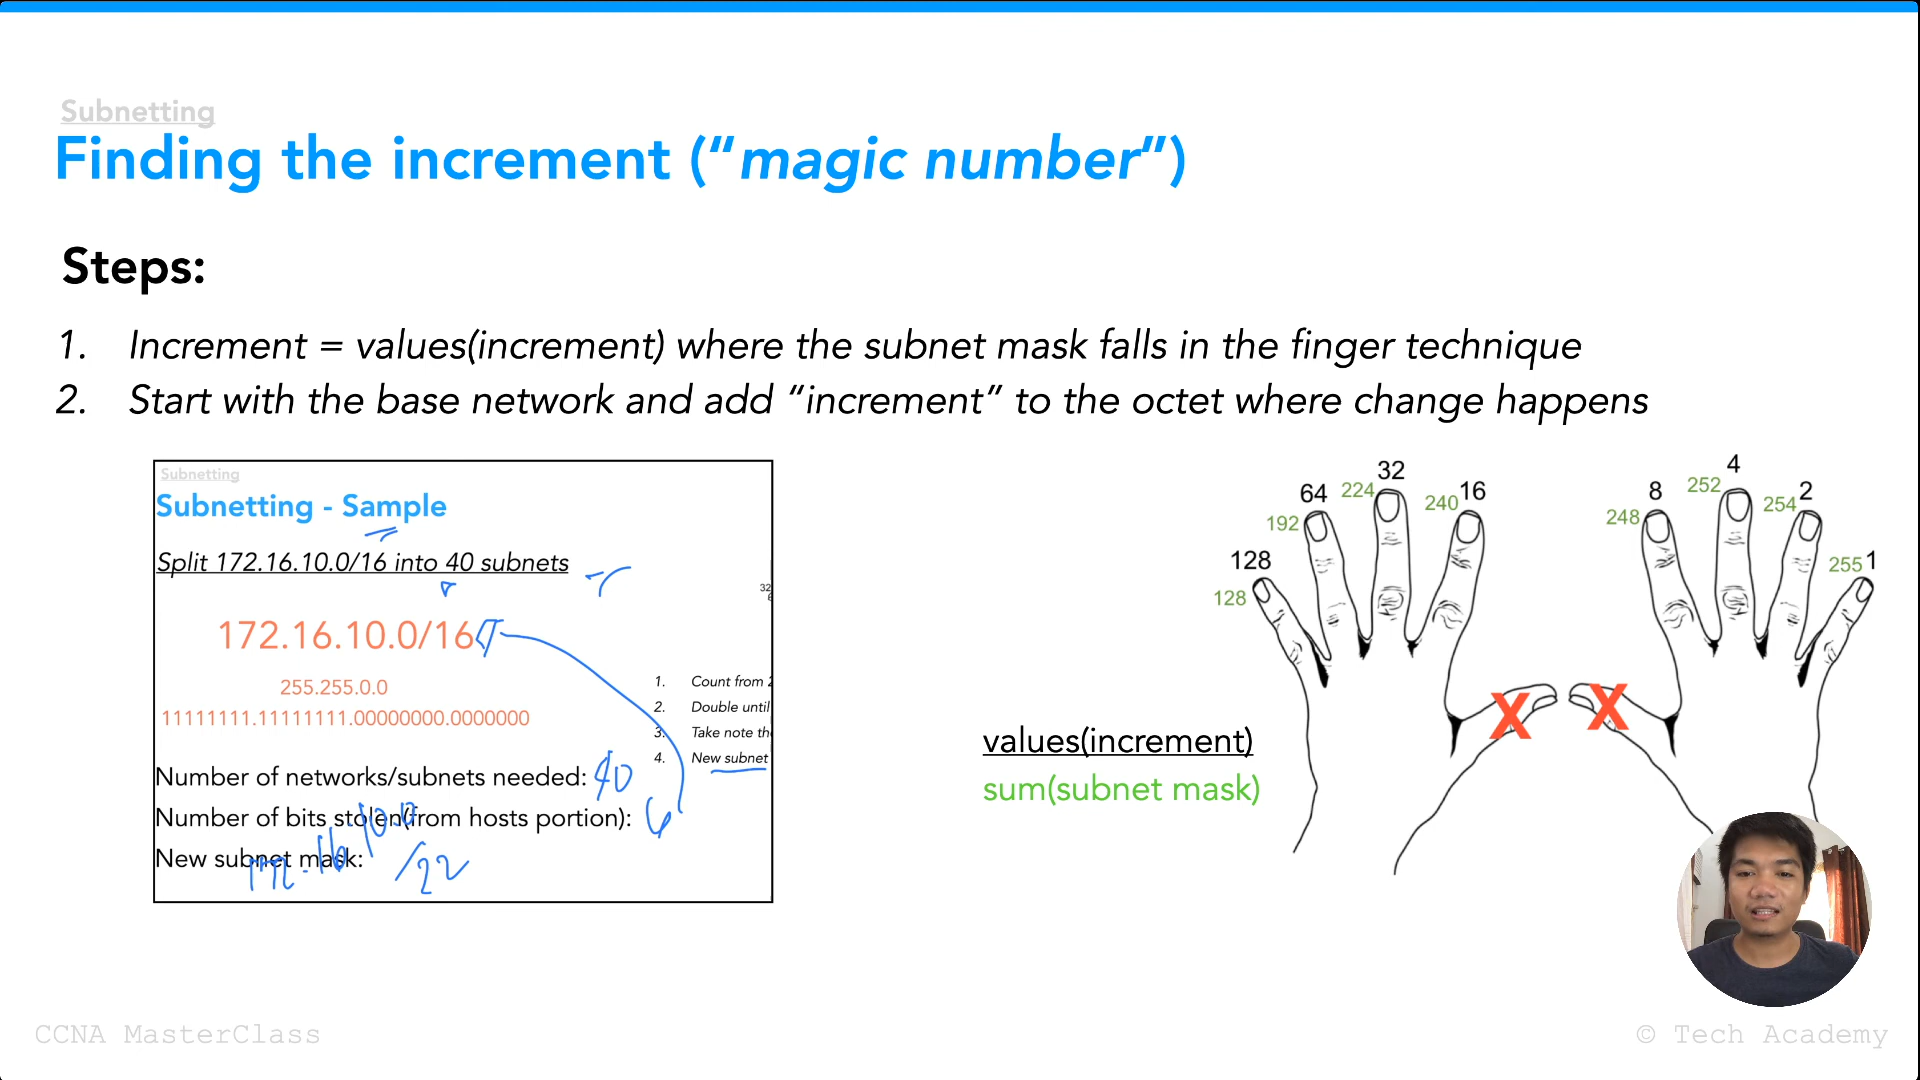 Subnetting
Finding the increment (“magic number”)
Steps:
1. Increment = values(increment) where the subnet mask falls in the finger technique
2. Start with the base network and add “increment” to the octet where change happens
Subnetting
Subnetting - Sample
Split 172.16.10.0/16 into 40 subnets
172.16.10.0/16
255.255.0.0
11111111.11111111.00000000.0000000
32
1. Count from 2
2. Double until
3. Take note th
4. New subnet
Number of networks/subnets needed: 40
Number of bits stolen(from hosts portion): 6
New subnet mask:
172.16.10.0
/22
values(increment)
sum(subnet mask)
128 64 32 16 8 4 2 1
128 192 224 240 248 252 254 255
X X
CCNA MasterClass
© Tech Academy